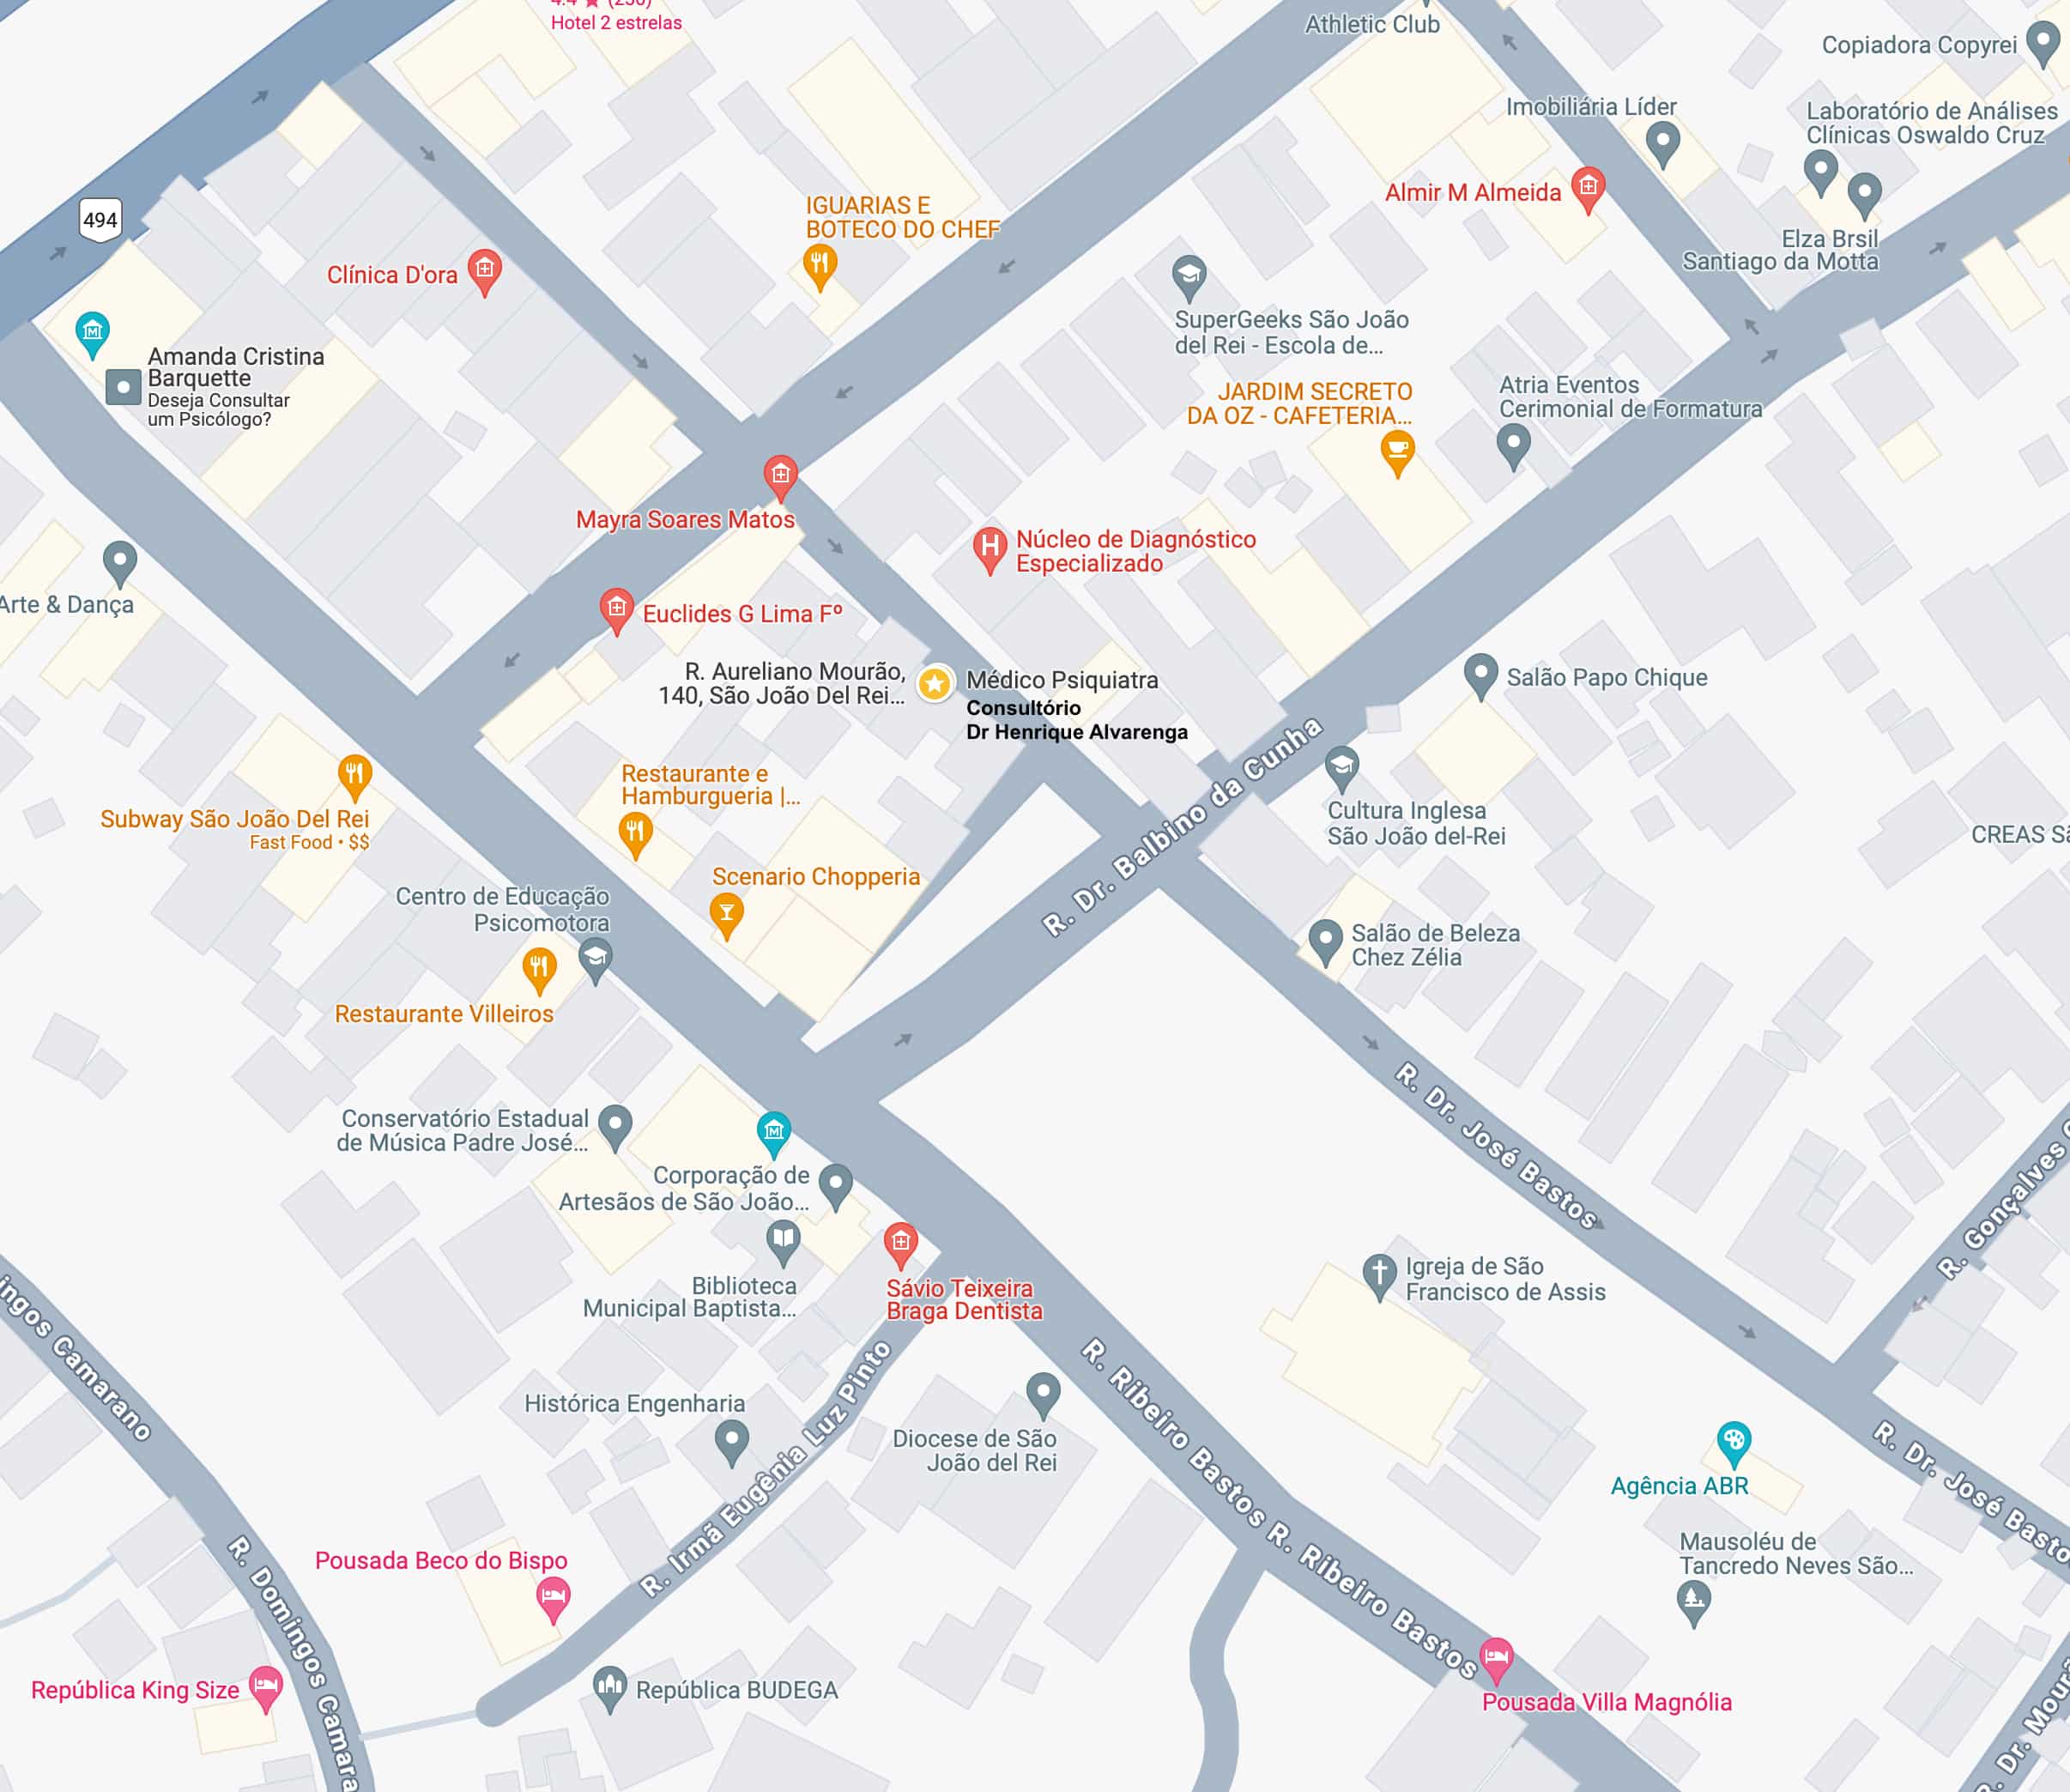 4.4 ★ (256)
Hotel 2 estrelas
Athletic Club
Copiadora Copyrei
Imobiliária Líder
Laboratório de Análises
Clínicas Oswaldo Cruz
Almir M Almeida
494
IGUARIAS E
BOTECO DO CHEF
Elza Brsil
Santiago da Motta
Clínica D'ora
SuperGeeks São João
del Rei - Escola de...
Amanda Cristina
Barquette
Deseja Consultar
um Psicólogo?
JARDIM SECRETO
DA OZ - CAFETERIA...
Atria Eventos
Cerimonial de Formatura
Mayra Soares Matos
Núcleo de Diagnóstico
Especializado
Arte & Dança
Euclides G Lima Fº
R. Aureliano Mourão,
140, São João Del Rei...
Médico Psiquiatra
Consultório
Dr Henrique Alvarenga
Salão Papo Chique
R. Dr. Balbino da Cunha
Restaurante e
Hamburgueria |...
Subway São João Del Rei
Fast Food • $$
Cultura Inglesa
São João del-Rei
CREAS Sã
Scenario Chopperia
Centro de Educação
Psicomotora
Salão de Beleza
Chez Zélia
Restaurante Villeiros
R. Dr. José Bastos
Conservatório Estadual
de Música Padre José...
Corporação de
Artesãos de São João...
R. Gonçalves
Biblioteca
Municipal Baptista...
Sávio Teixeira
Braga Dentista
Igreja de São
Francisco de Assis
ingos Camarano
Histórica Engenharia
R. Irmã Eugênia Luz Pinto
Diocese de São
João del Rei
R. Ribeiro Bastos
R. Ribeiro Bastos
R. Dr. José Basto
Agência ABR
Mausoléu de
Tancredo Neves São...
Pousada Beco do Bispo
R. Domingos Camara
República King Size
República BUDEGA
Pousada Villa Magnólia
R. Dr. Mourã